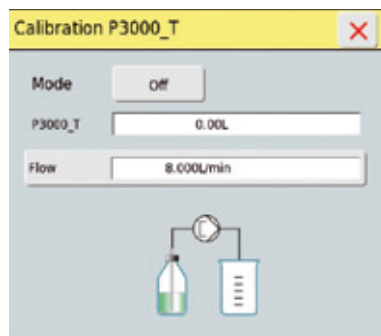 Calibration P3000_T
Mode Off
P3000_T 0.00L
Flow 8.000L/min